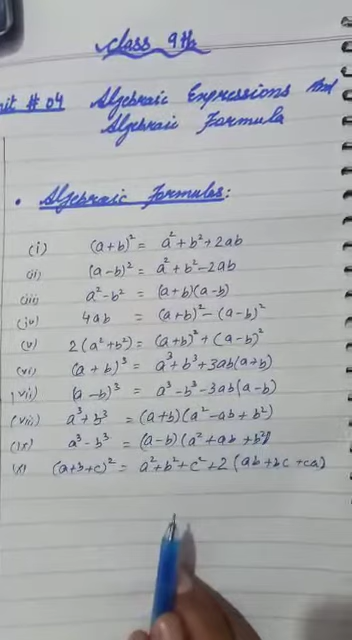 Class 9th
nit # 04 Algebraic Expressions And
Algebraic Formula
• Algebraic Formulas:
(i) (a+b)² = a²+b²+2ab
(ii) (a-b)² = a²+b²-2ab
(iii) a²-b² = (a+b)(a-b)
(iv) 4ab = (a+b)²-(a-b)²
(v) 2(a²+b²) = (a+b)²+(a-b)²
(vi) (a+b)³ = a³+b³+3ab(a+b)
(vii) (a-b)³ = a³-b³-3ab(a-b)
(viii) a³+b³ = (a+b)(a²-ab+b²)
(ix) a³-b³ = (a-b)(a²+ab+b²)
(x) (a+b+c)² = a²+b²+c²+2(ab+bc+ca)